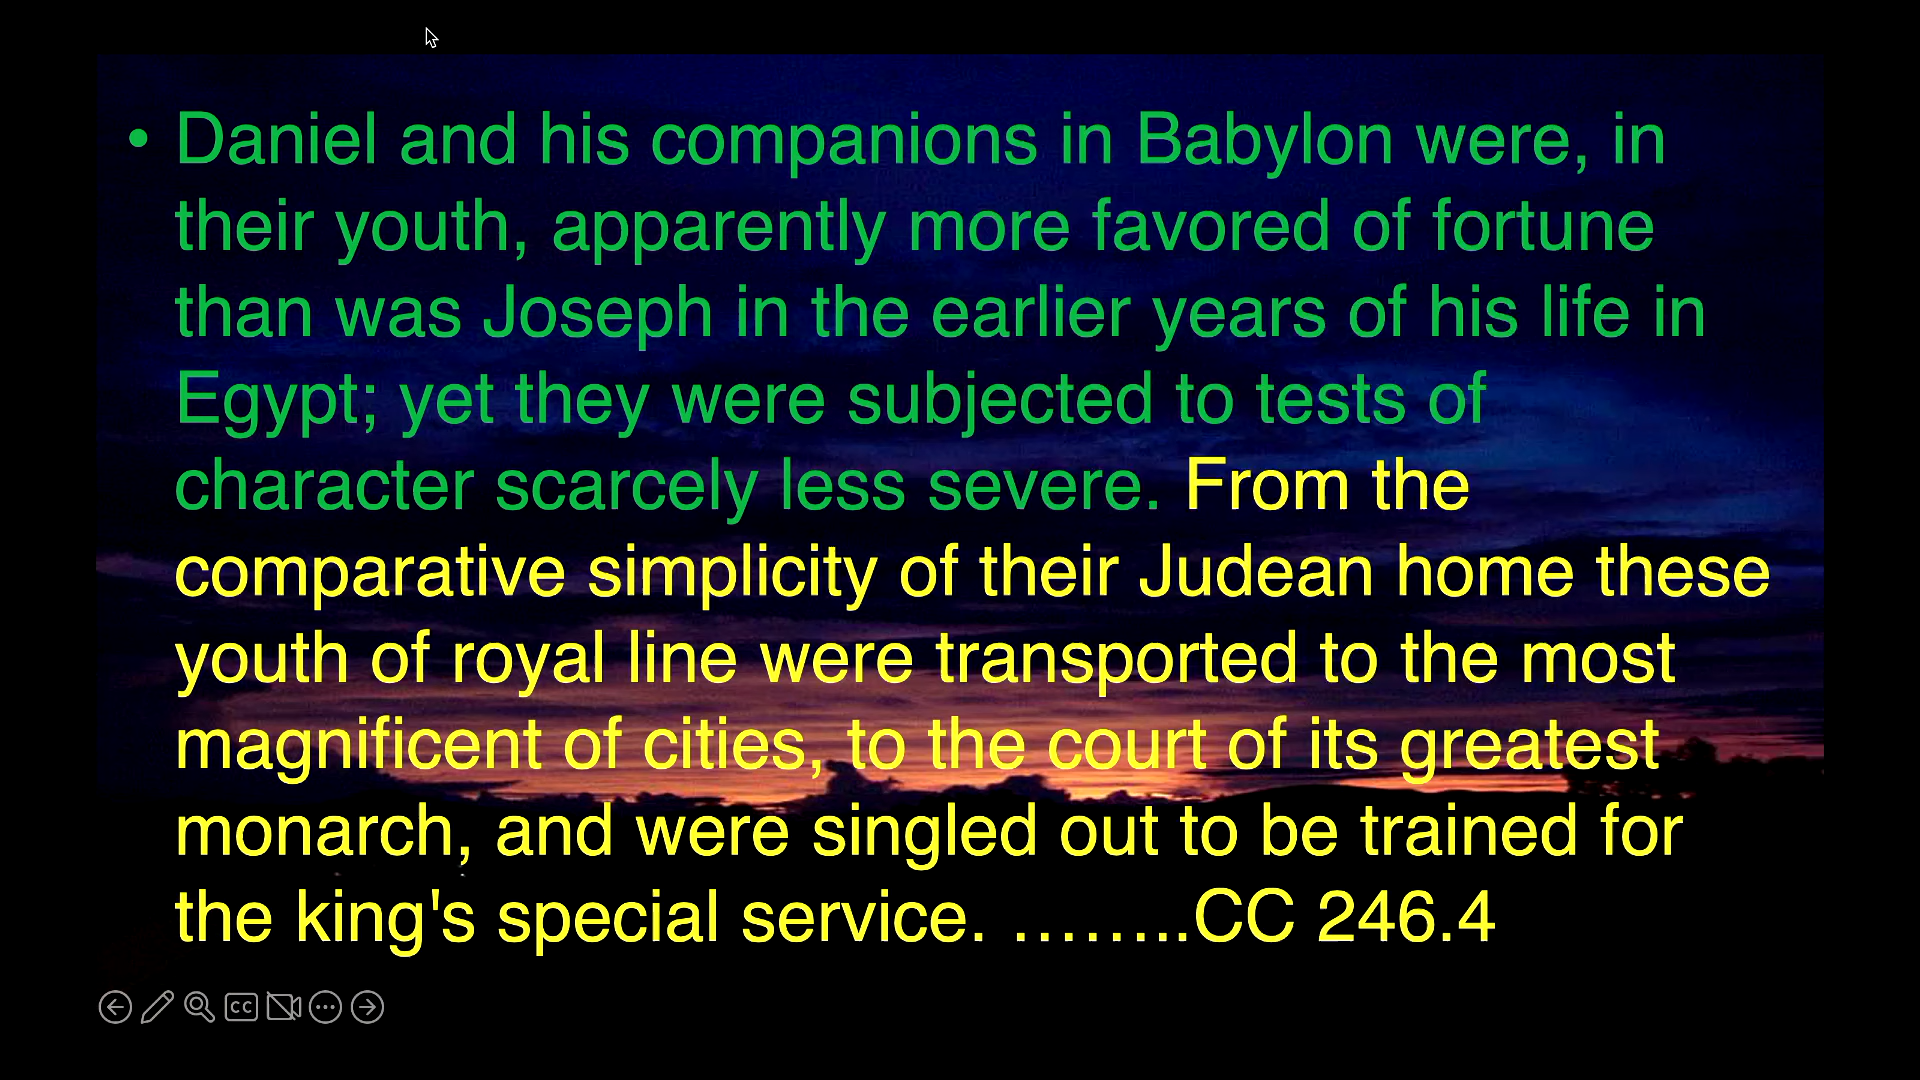 • Daniel and his companions in Babylon were, in
their youth, apparently more favored of fortune
than was Joseph in the earlier years of his life in
Egypt; yet they were subjected to tests of
character scarcely less severe. From the
comparative simplicity of their Judean home these
youth of royal line were transported to the most
magnificent of cities, to the court of its greatest
monarch, and were singled out to be trained for
the king's special service. ……..CC 246.4
CC